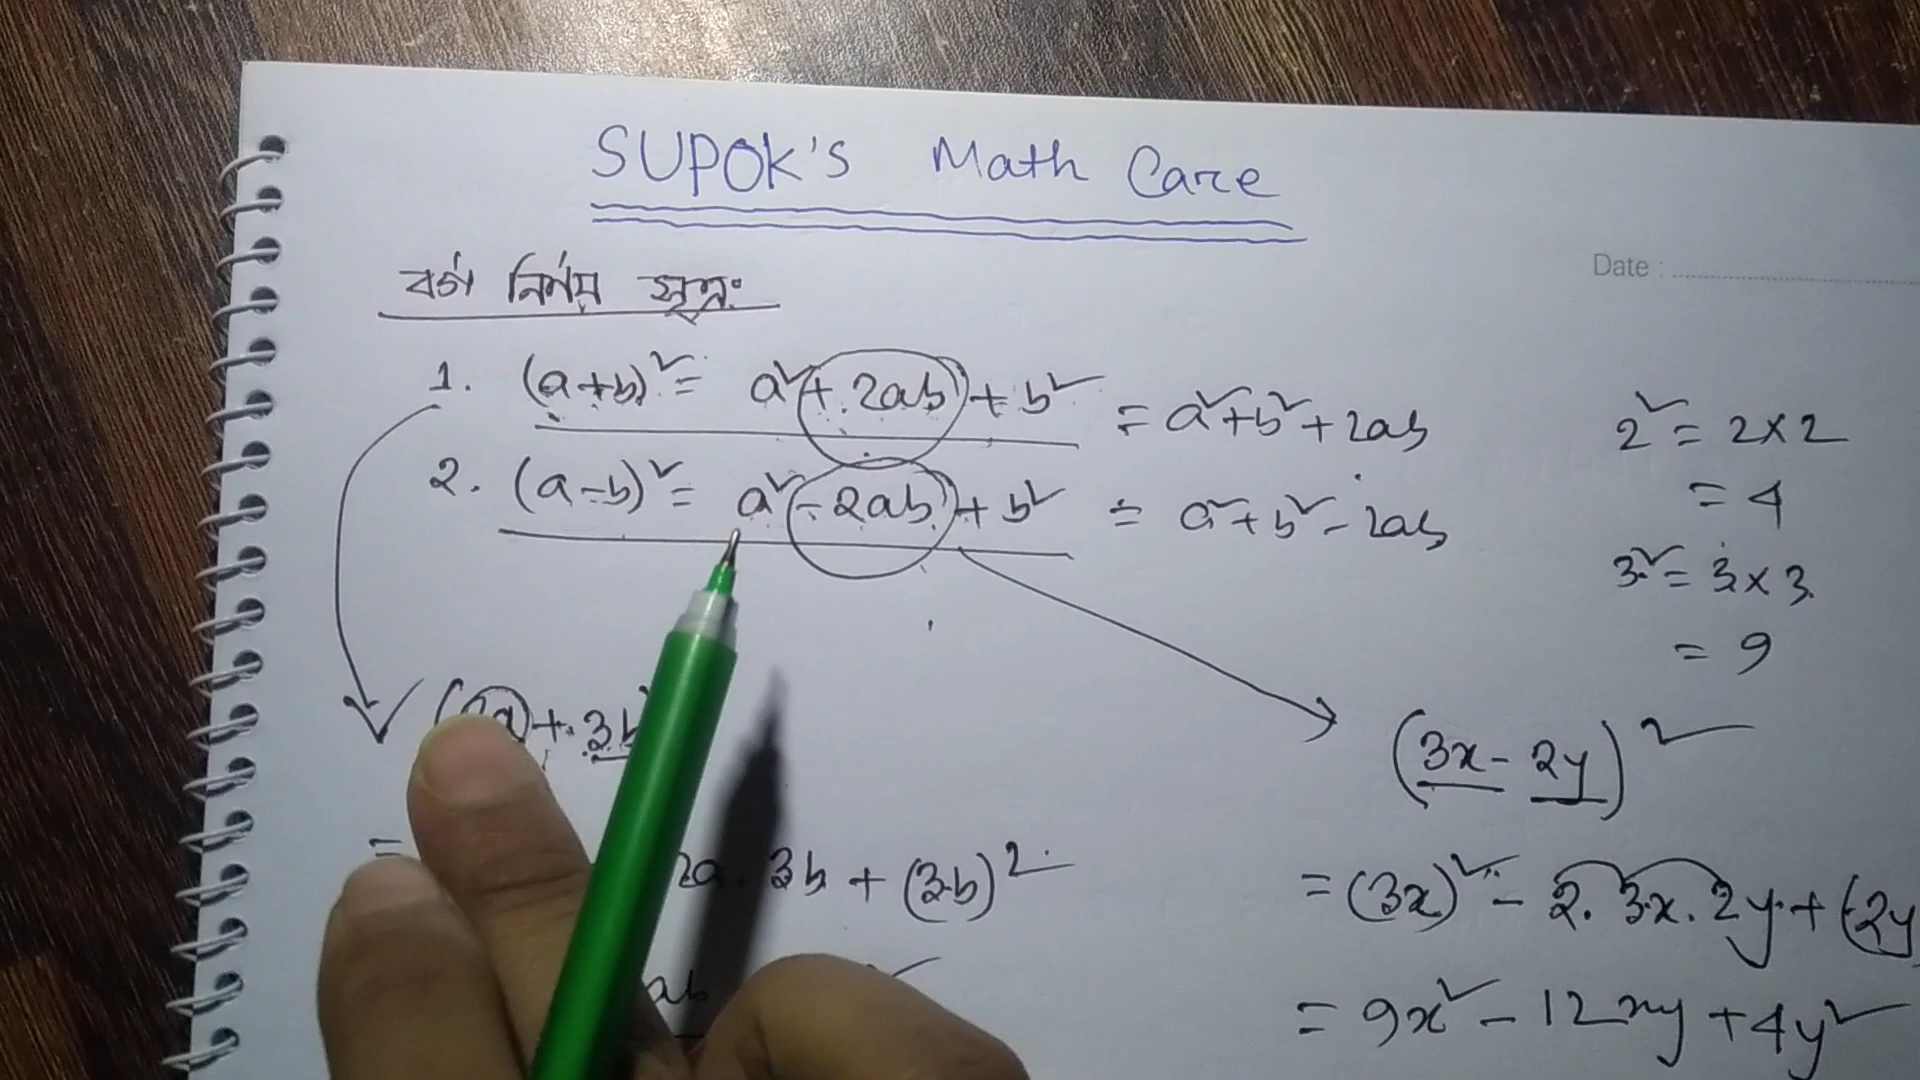 SUPOK'S Math Care
Date :
বর্গ নির্ণয় সূত্রঃ
1. (a+b)² = a² + 2ab + b² = a² + b² + 2ab
2. (a-b)² = a² - 2ab + b² = a² + b² - 2ab
2² = 2×2
= 4
3² = 3×3
= 9
+ 3b
= 2a. 3b + (3b)²
ab
(3x - 2y)²
= (3x)² - 2. 3x. 2y + (2y
= 9x² - 12xy + 4y²